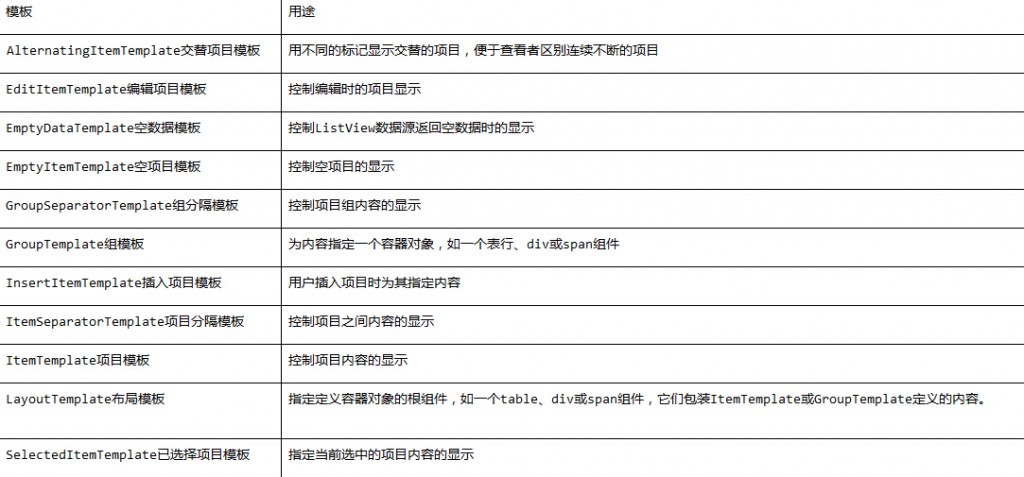 模板 用途
AlternatingItemTemplate交替项目模板 用不同的标记显示交替的项目，便于查看者区别连续不断的项目
EditItemTemplate编辑项目模板 控制编辑时的项目显示
EmptyDataTemplate空数据模板 控制ListView数据源返回空数据时的显示
EmptyItemTemplate空项目模板 控制空项目的显示
GroupSeparatorTemplate组分隔模板 控制项目组内容的显示
GroupTemplate组模板 为内容指定一个容器对象，如一个表行、div或span组件
InsertItemTemplate插入项目模板 用户插入项目时为其指定内容
ItemSeparatorTemplate项目分隔模板 控制项目之间内容的显示
ItemTemplate项目模板 控制项目内容的显示
LayoutTemplate布局模板 指定定义容器对象的根组件，如一个table、div或span组件，它们包装ItemTemplate或GroupTemplate定义的内容。
SelectedItemTemplate已选择项目模板 指定当前选中的项目内容的显示